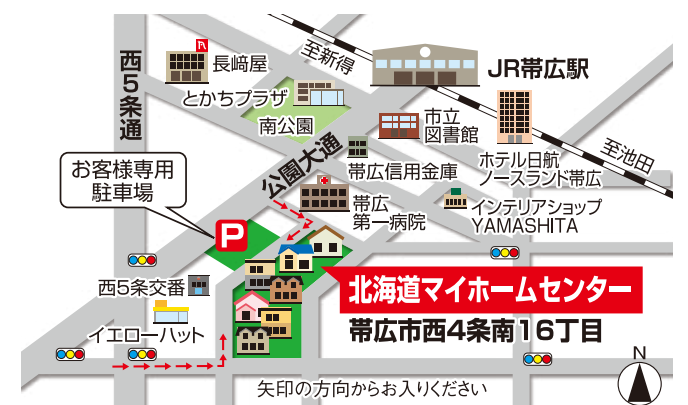 西5条通
長崎屋
至新得
JR帯広駅
とかちプラザ
南公園
市立
図書館
至池田
公園大通
帯広信用金庫
ホテル日航
ノースランド帯広
お客様専用
駐車場
帯広
第一病院
インテリアショップ
YAMASHITA
P
西5条交番
北海道マイホームセンター
イエローハット
帯広市西4条南16丁目
N
矢印の方向からお入りください